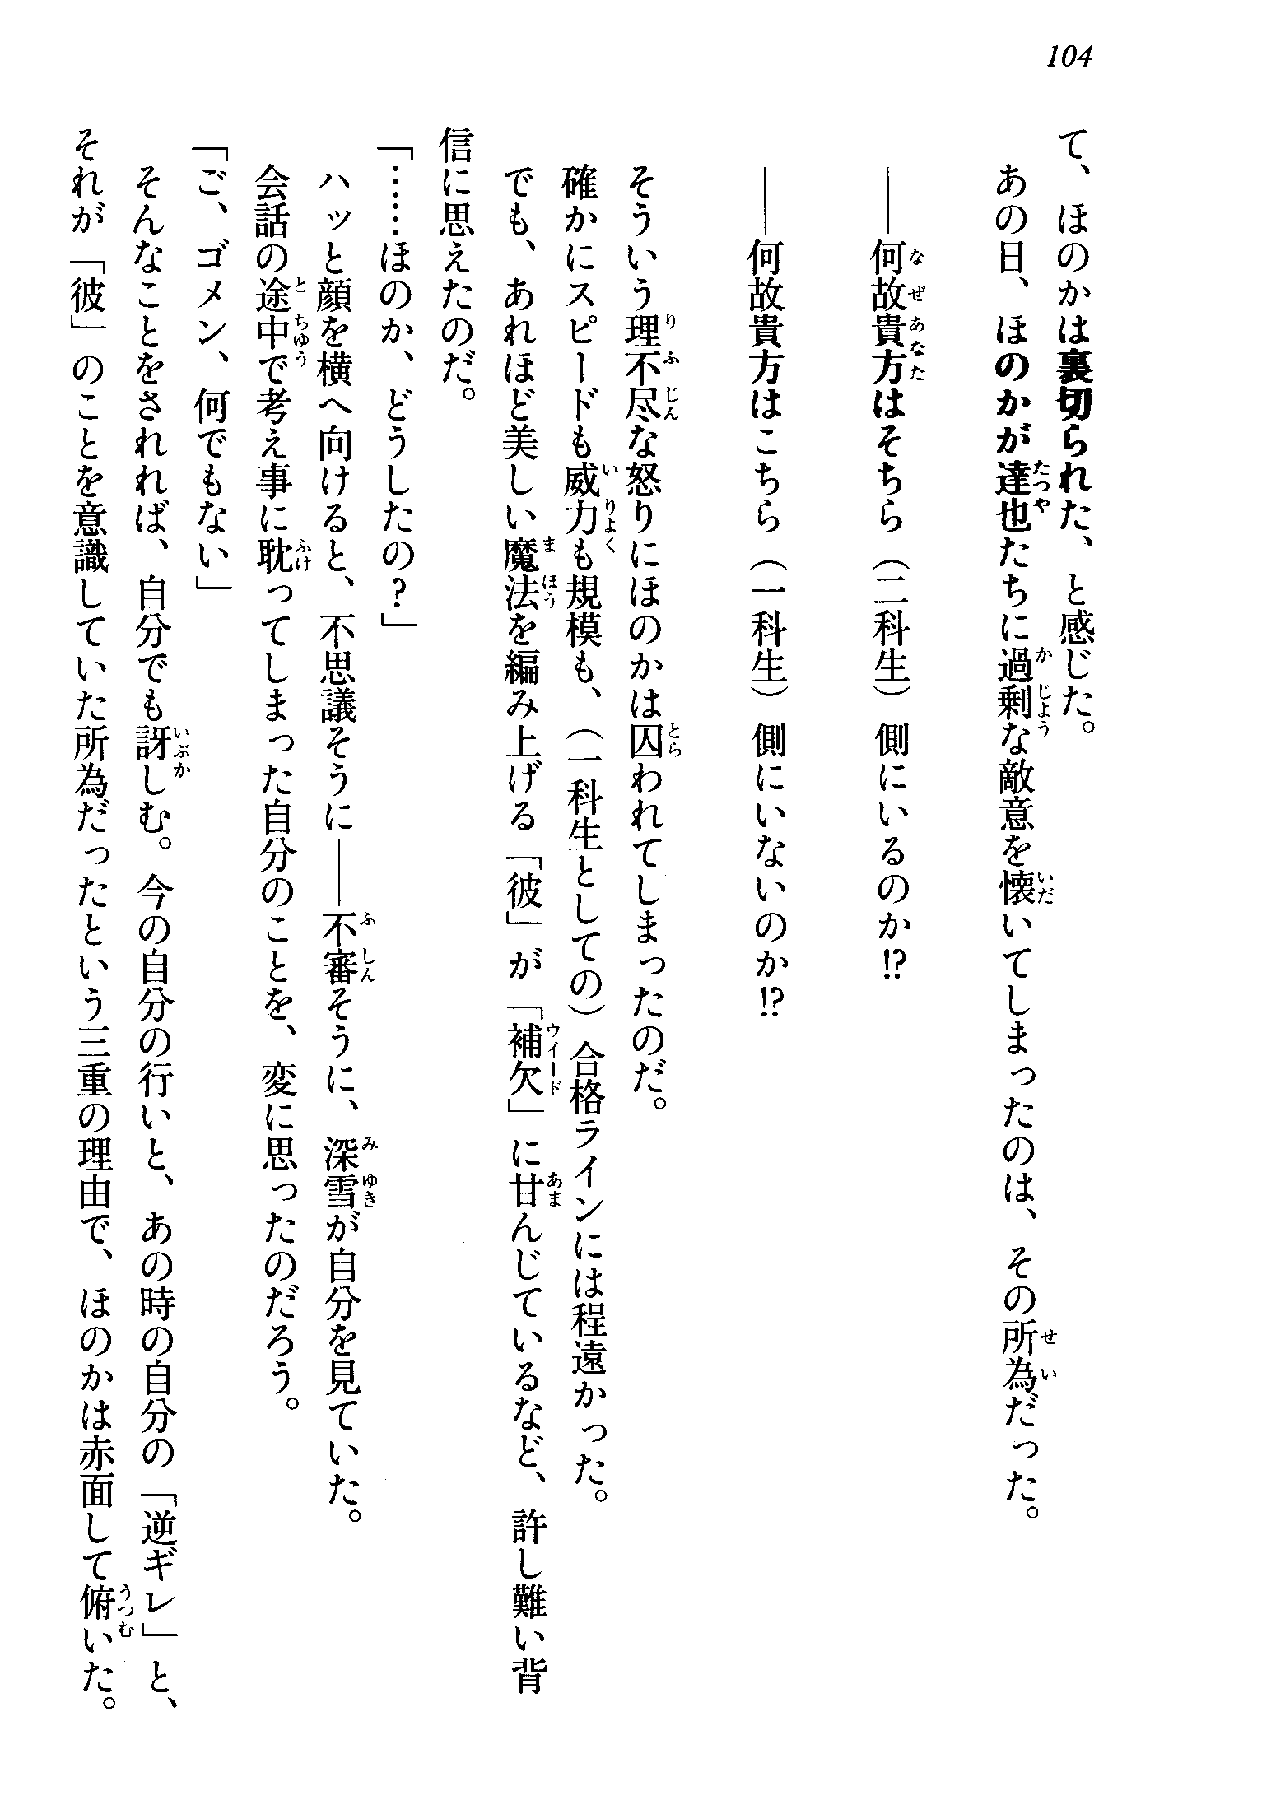 104
て、ほのかは裏切られた、と感じた。
あの日、ほのかが達也たちに過剰な敵意を懐いてしまったのは、その所為だった。
――何故貴方はそちら（二科生）側にいるのか!?
――何故貴方はこちら（一科生）側にいないのか!?
そういう理不尽な怒りにほのかは囚われてしまったのだ。
確かにスピードも威力も規模も、（一科生としての）合格ラインには程遠かった。
でも、あれほど美しい魔法を編み上げる「彼」が「補欠」に甘んじているなど、許し難い背
信に思えたのだ。
「……ほのか、どうしたの？」
ハッと顔を横へ向けると、不思議そうに――不審そうに、深雪が自分を見ていた。
会話の途中で考え事に耽ってしまった自分のことを、変に思ったのだろう。
「ご、ゴメン、何でもない」
そんなことをされれば、自分でも訝しむ。今の自分の行いと、あの時の自分の「逆ギレ」と、
それが「彼」のことを意識していた所為だったという三重の理由で、ほのかは赤面して俯いた。